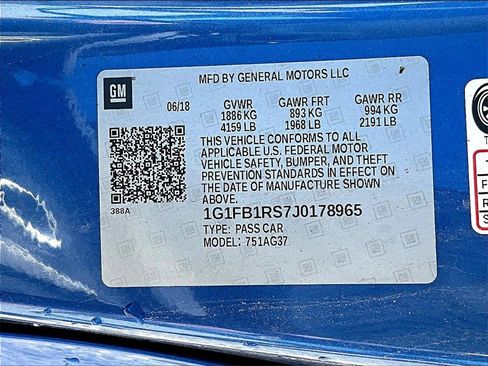 GM
MFD BY GENERAL MOTORS LLC
06/18 GVWR GAWR FRT GAWR RR
1886 KG 893 KG 994 KG
4159 LB 1968 LB 2191 LB
THIS VEHICLE CONFORMS TO ALL
APPLICABLE U.S. FEDERAL MOTOR
VEHICLE SAFETY, BUMPER, AND THEFT
PREVENTION STANDARDS IN EFFECT ON
THE DATE OF MANUFACTURE SHOWN
ABOVE.
388A
1G1FB1RS7J0178965
TYPE: PASS CAR
MODEL: 751AG37